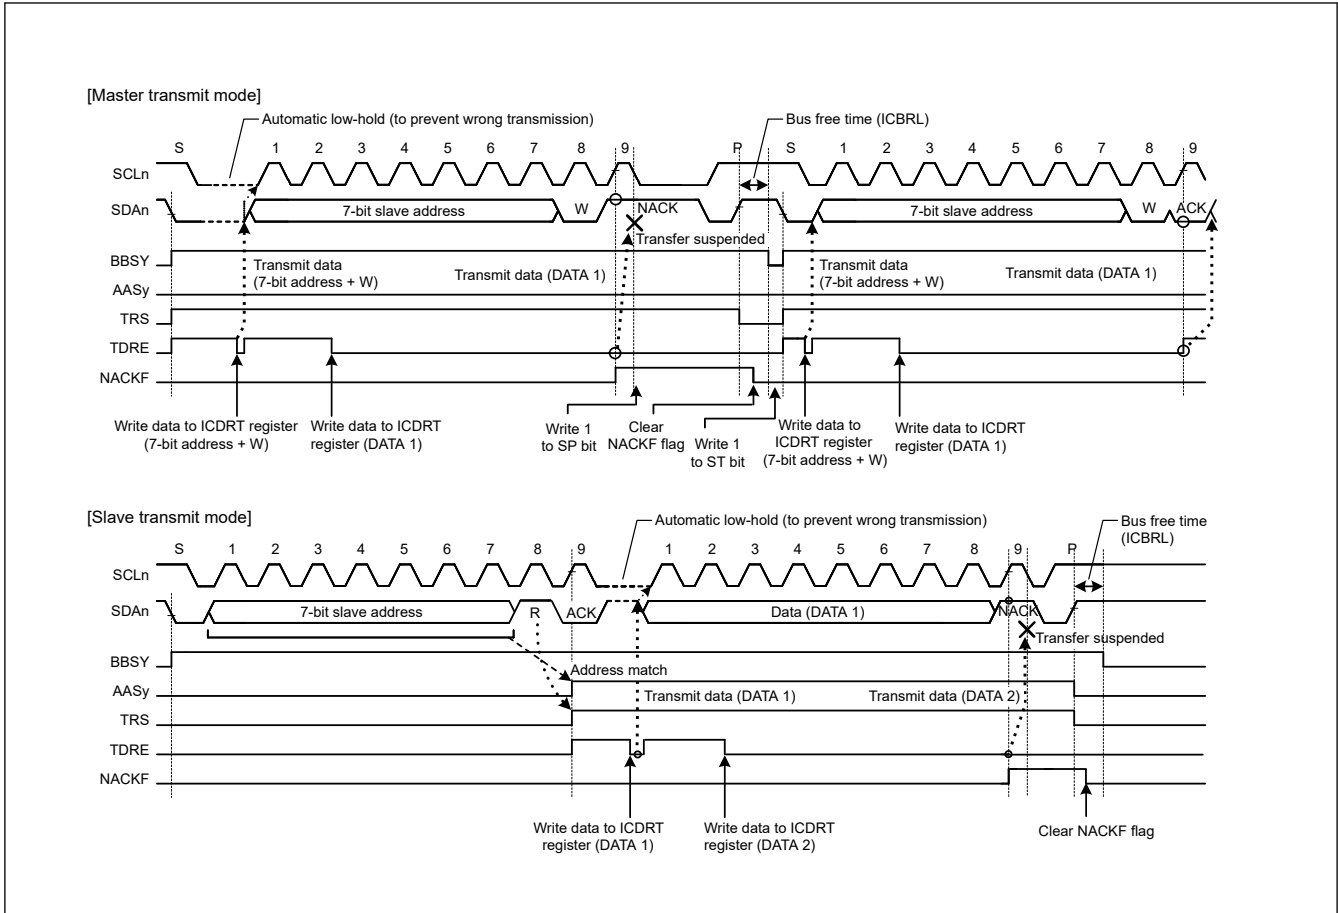 [Master transmit mode]
Automatic low-hold (to prevent wrong transmission)
Bus free time (ICBRL)
S 1 2 3 4 5 6 7 8 9 P S 1 2 3 4 5 6 7 8 9
SCLn
SDAn 7-bit slave address W NACK 7-bit slave address W ACK
Transfer suspended
BBSY
Transmit data
(7-bit address + W)
Transmit data (DATA 1)
Transmit data
(7-bit address + W)
Transmit data (DATA 1)
AASy
TRS
TDRE
NACKF
Write data to ICDRT register
(7-bit address + W)
Write data to ICDRT
register (DATA 1)
Write 1
to SP bit
Clear
NACKF flag
Write 1
to ST bit
Write data to
ICDRT register
(7-bit address + W)
Write data to ICDRT
register (DATA 1)
[Slave transmit mode]
Automatic low-hold (to prevent wrong transmission)
Bus free time
(ICBRL)
S 1 2 3 4 5 6 7 8 9 1 2 3 4 5 6 7 8 9 P
SCLn
SDAn 7-bit slave address R ACK Data (DATA 1) NACK
Transfer suspended
BBSY
Address match
AASy
Transmit data (DATA 1) Transmit data (DATA 2)
TRS
TDRE
NACKF
Write data to ICDRT
register (DATA 1)
Write data to ICDRT
register (DATA 2)
Clear NACKF flag